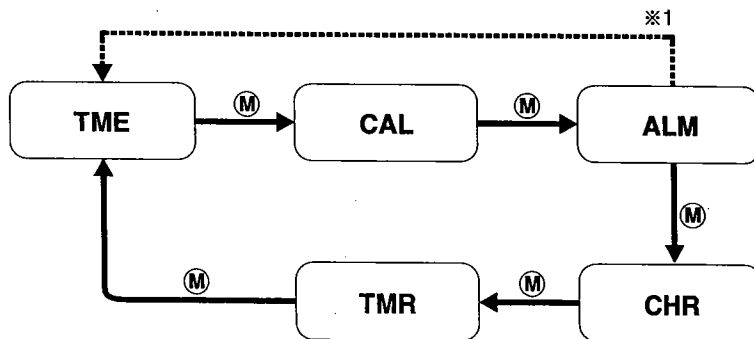 ※1
TME Ⓜ CAL Ⓜ ALM
Ⓜ
Ⓜ TMR Ⓜ CHR